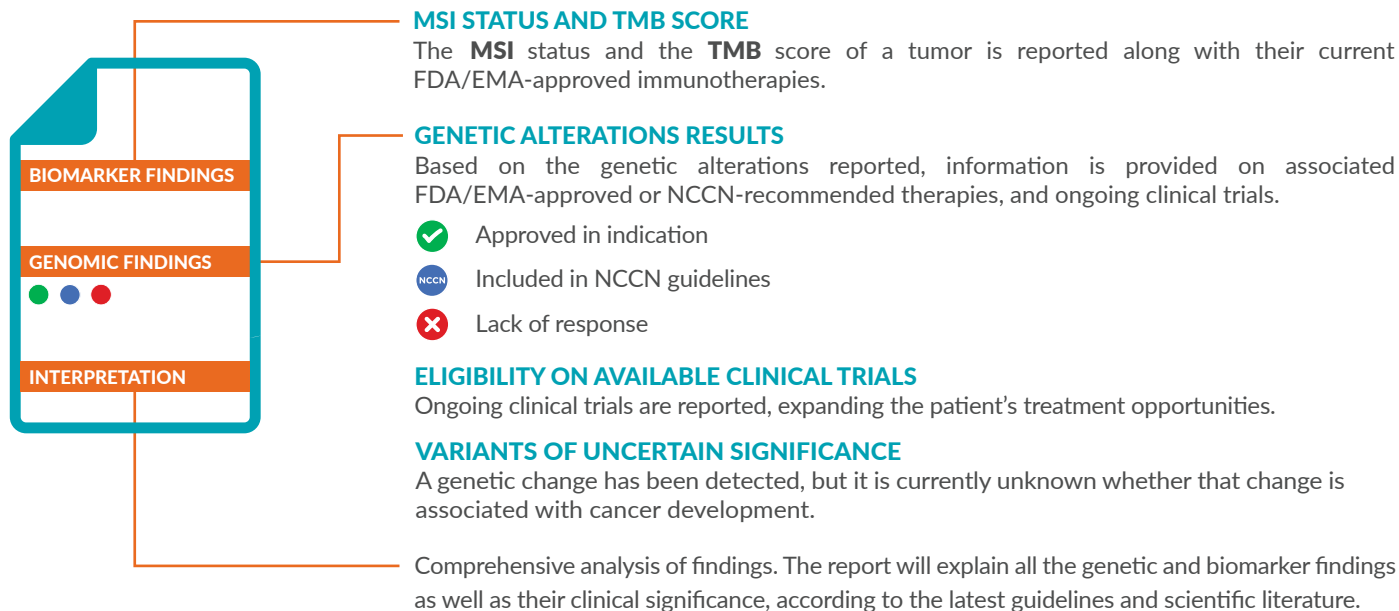 MSI STATUS AND TMB SCORE
The MSI status and the TMB score of a tumor is reported along with their current
FDA/EMA-approved immunotherapies.
BIOMARKER FINDINGS
GENETIC ALTERATIONS RESULTS
Based on the genetic alterations reported, information is provided on associated
FDA/EMA-approved or NCCN-recommended therapies, and ongoing clinical trials.
GENOMIC FINDINGS
Approved in indication
NCCN Included in NCCN guidelines
Lack of response
INTERPRETATION
ELIGIBILITY ON AVAILABLE CLINICAL TRIALS
Ongoing clinical trials are reported, expanding the patient’s treatment opportunities.
VARIANTS OF UNCERTAIN SIGNIFICANCE
A genetic change has been detected, but it is currently unknown whether that change is
associated with cancer development.
Comprehensive analysis of findings. The report will explain all the genetic and biomarker findings
as well as their clinical significance, according to the latest guidelines and scientific literature.